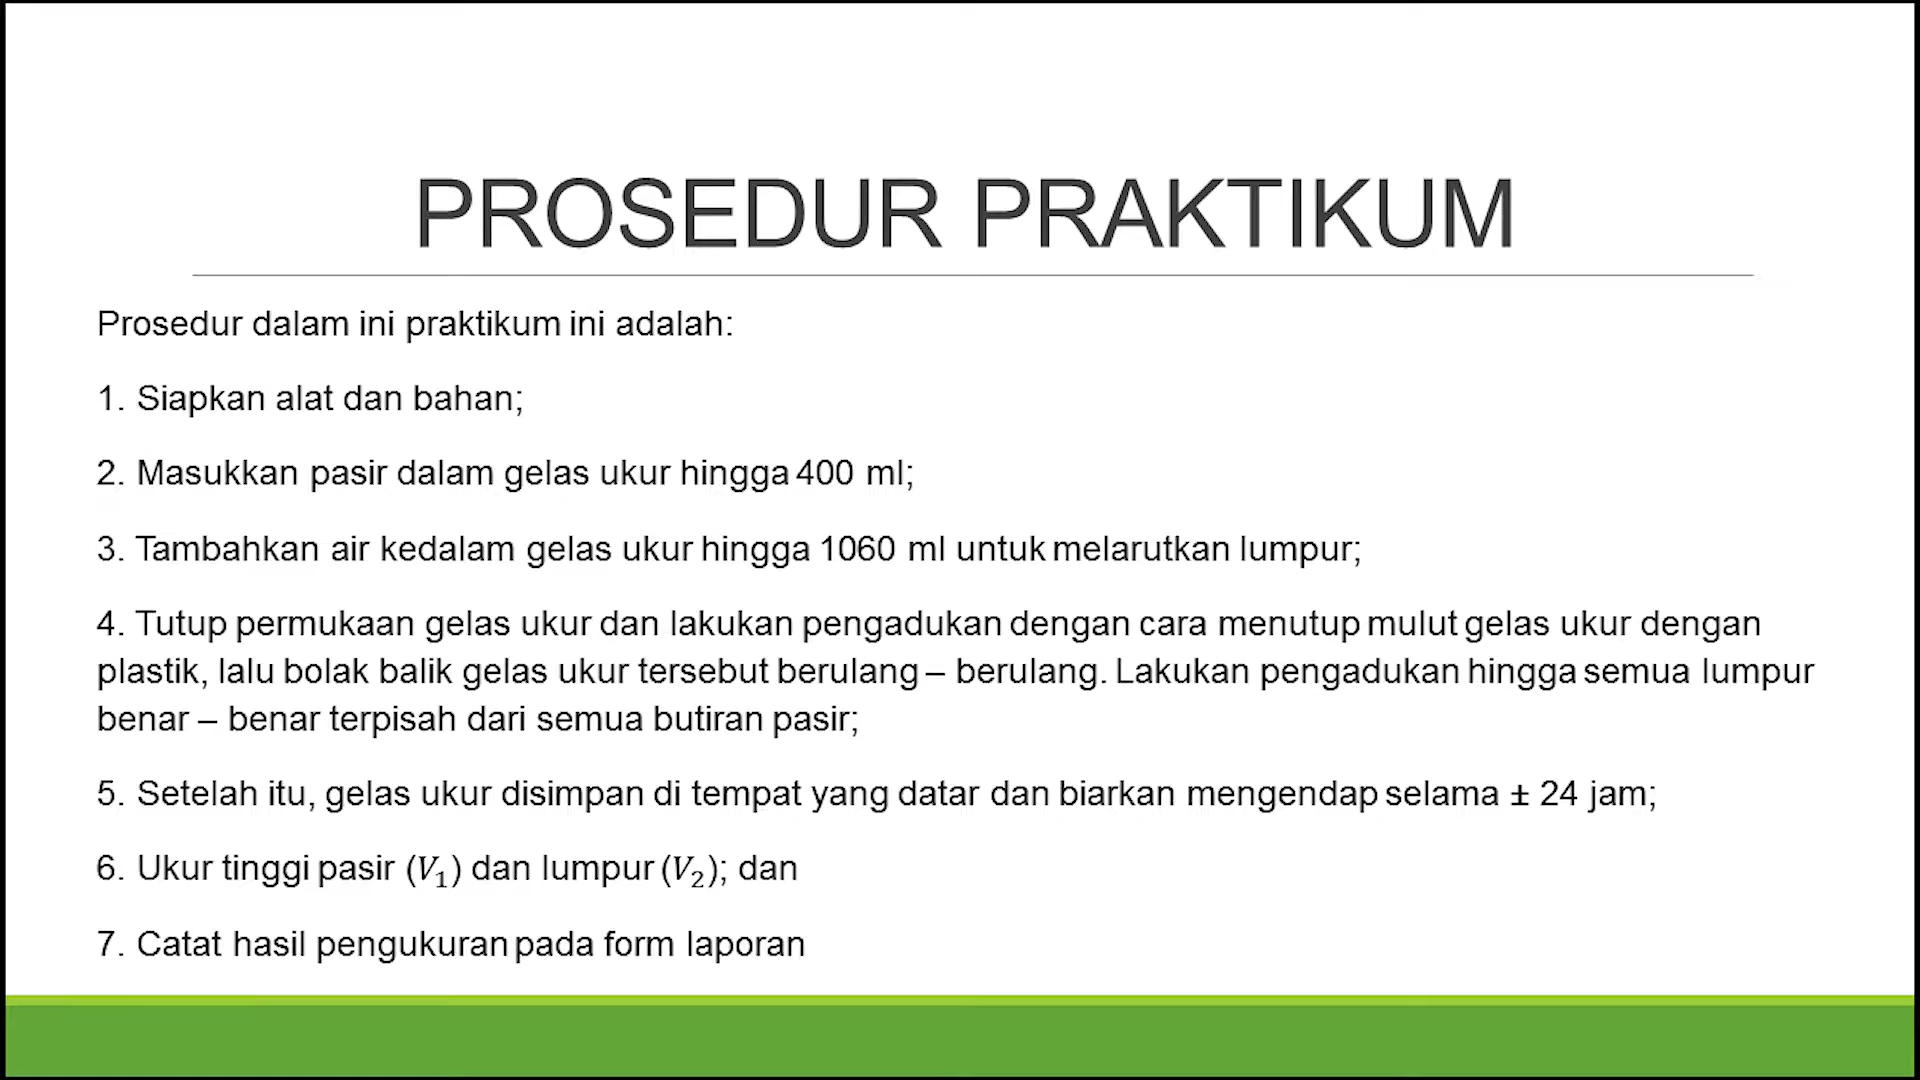 PROSEDUR PRAKTIKUM
Prosedur dalam ini praktikum ini adalah:
1. Siapkan alat dan bahan;
2. Masukkan pasir dalam gelas ukur hingga 400 ml;
3. Tambahkan air kedalam gelas ukur hingga 1060 ml untuk melarutkan lumpur;
4. Tutup permukaan gelas ukur dan lakukan pengadukan dengan cara menutup mulut gelas ukur dengan
plastik, lalu bolak balik gelas ukur tersebut berulang – berulang. Lakukan pengadukan hingga semua lumpur
benar – benar terpisah dari semua butiran pasir;
5. Setelah itu, gelas ukur disimpan di tempat yang datar dan biarkan mengendap selama ± 24 jam;
6. Ukur tinggi pasir (V₁) dan lumpur (V₂); dan
7. Catat hasil pengukuran pada form laporan